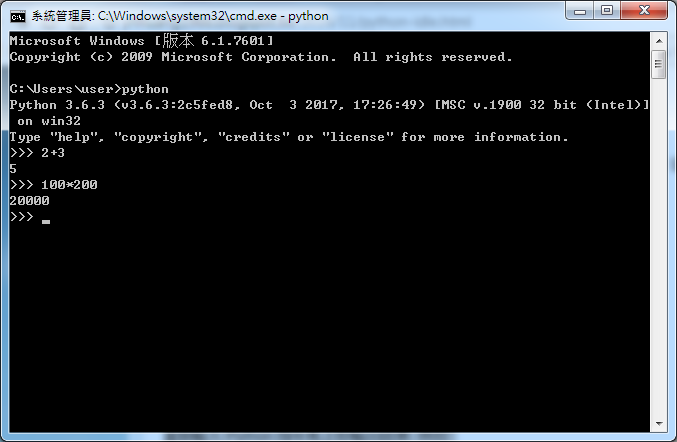 系統管理員: C:\Windows\system32\cmd.exe - python
Microsoft Windows [版本 6.1.7601]
Copyright (c) 2009 Microsoft Corporation.  All rights reserved.
C:\Users\user>python
Python 3.6.3 (v3.6.3:2c5fed8, Oct  3 2017, 17:26:49) [MSC v.1900 32 bit (Intel)]
 on win32
Type "help", "copyright", "credits" or "license" for more information.
>>> 2+3
5
>>> 100*200
20000
>>> _